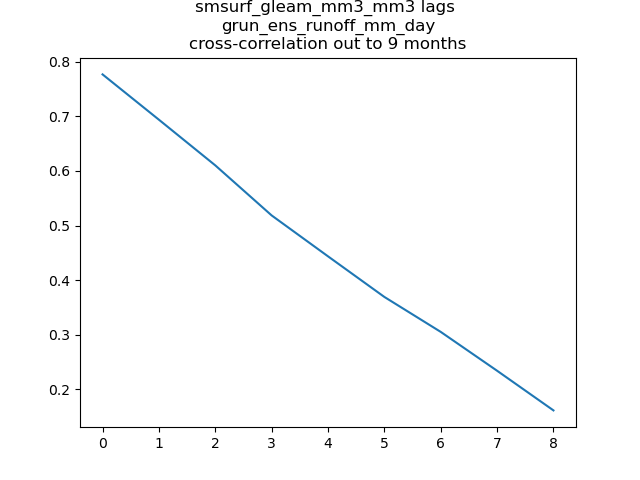 smsurf_gleam_mm3_mm3 lags
grun_ens_runoff_mm_day
cross-correlation out to 9 months
0.8
0.7
0.6
0.5
0.4
0.3
0.2
0 1 2 3 4 5 6 7 8